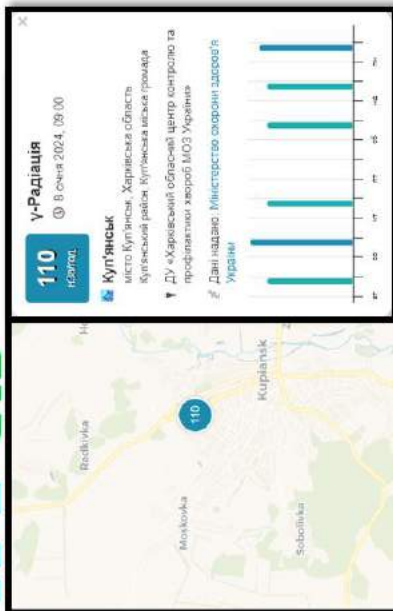 γ-Радіація
8 січня 2024, 09:00
110
нЗв/год
Куп'янськ
місто Куп'янськ, Харківська область
Куп'янський район, Куп'янська міська громада
ДУ «Харківський обласний центр контролю та
профілактики хвороб МОЗ України»
Дані надано: Міністерство охорони здоров'я
України
Radkivka
110
Moskovka
Kupiansk
Sobolivka